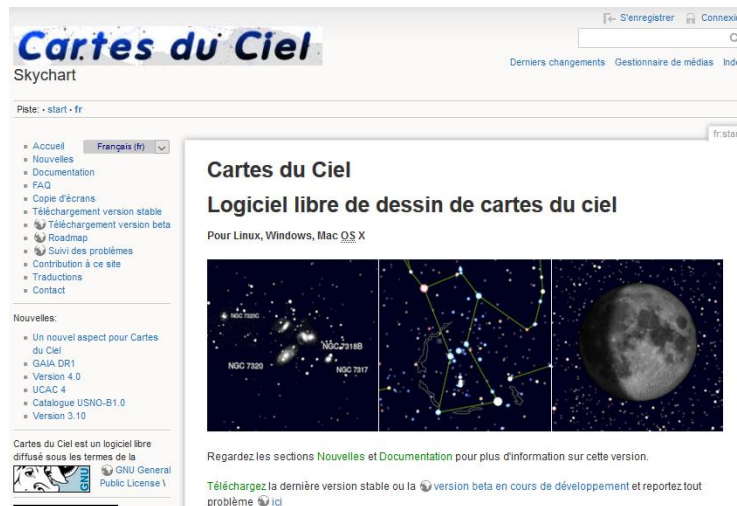 S'enregistrer
Cartes du Ciel
Skychart
Derniers changements Gestionnaire de médias
Piste: • start • fr
Accueil
Français (fr)
Nouvelles
Documentation
FAQ
Copie d'écrans
Téléchargement version stable
Téléchargement version beta
Roadmap
Suivi des problèmes
Contribution à ce site
Traductions
Contact
Nouvelles:
Un nouvel aspect pour Cartes
du Ciel
GAIA DR1
Version 4.0
UCAC 4
Catalogue USNO-B1.0
Version 3.10
Cartes du Ciel est un logiciel libre
diffusé sous les termes de la
GNU
GNU General
Public License \
Cartes du Ciel
Logiciel libre de dessin de cartes du ciel
Pour Linux, Windows, Mac OS X
NGC 7320C
NGC 7318B
NGC 7320
NGC 7317
Regardez les sections Nouvelles et Documentation pour plus d'information sur cette version.
Téléchargez la dernière version stable ou la version beta en cours de développement et reportez tout
problème ici